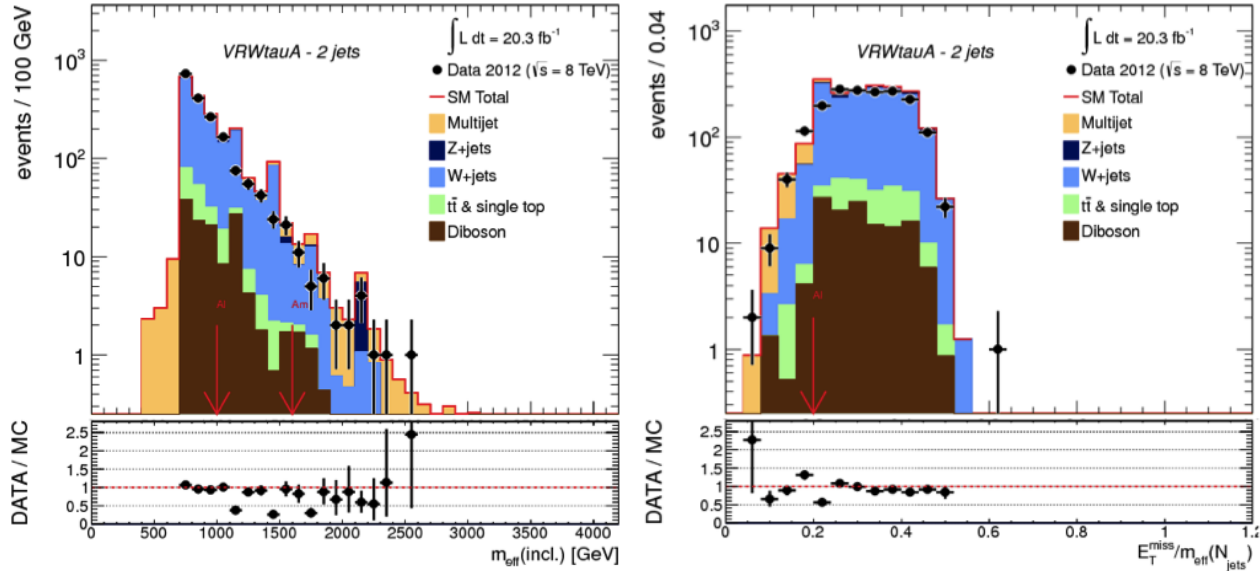 events / 100 GeV
10³
10²
10
1
VRWtauA - 2 jets
∫ L dt = 20.3 fb⁻¹
Data 2012 (√s = 8 TeV)
SM Total
Multijet
Z+jets
W+jets
tt̄ & single top
Diboson
Al
Am
DATA / MC
2.5
2
1.5
1
0.5
0
0 500 1000 1500 2000 2500 3000 3500 4000
m_eff(incl.) [GeV]
events / 0.04
10³
10²
10
1
VRWtauA - 2 jets
∫ L dt = 20.3 fb⁻¹
Data 2012 (√s = 8 TeV)
SM Total
Multijet
Z+jets
W+jets
tt̄ & single top
Diboson
Al
DATA / MC
2.5
2
1.5
1
0.5
0
0 0.2 0.4 0.6 0.8 1 1.2
E_T^miss/m_eff(N_jets)